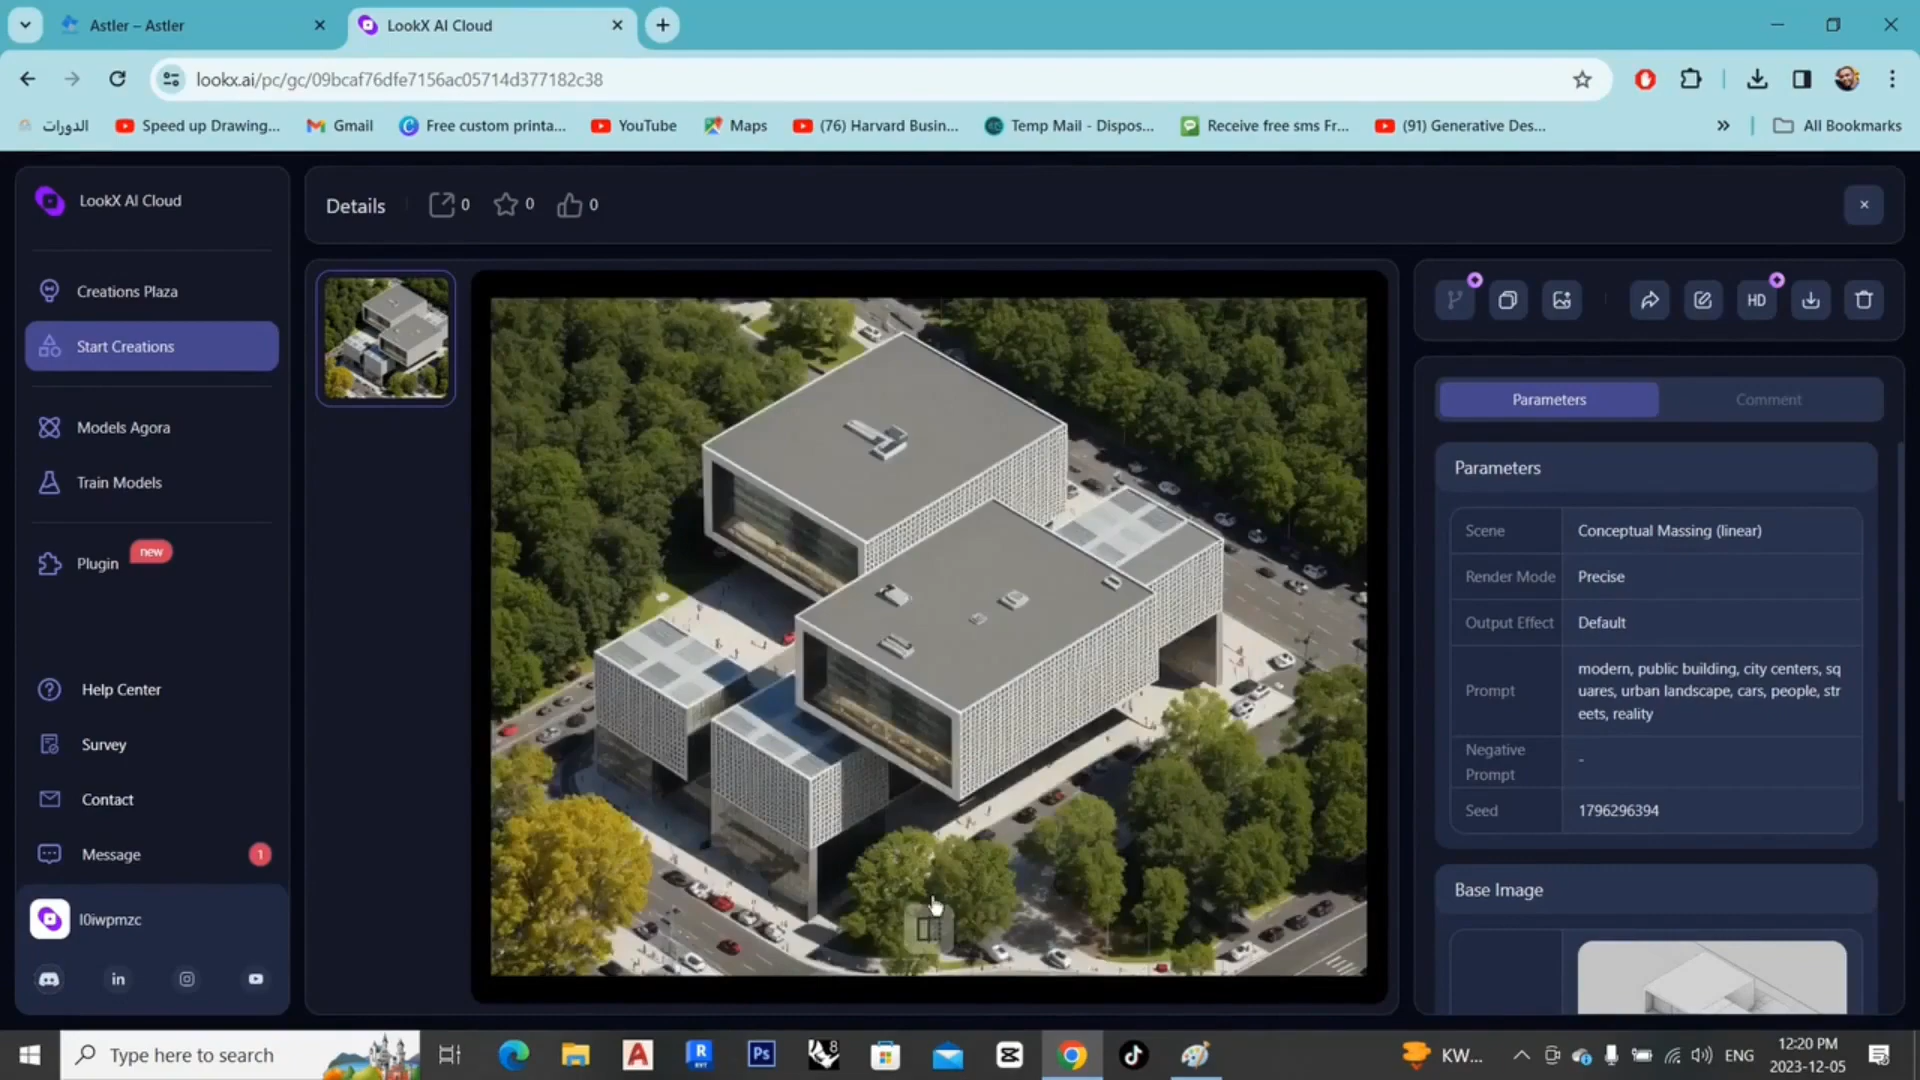 Astler – Astler
LookX AI Cloud
lookx.ai/pc/gc/09bcaf76dfe7156ac05714d377182c38
الدورات
Speed up Drawing...
Gmail
Free custom printa...
YouTube
Maps
(76) Harvard Busin...
Temp Mail - Dispos...
Receive free sms Fr...
(91) Generative Des...
All Bookmarks
LookX AI Cloud
Creations Plaza
Start Creations
Models Agora
Train Models
Plugin
new
Help Center
Survey
Contact
Message
1
l0iwpmzc
in
Details
0
0
0
HD
Parameters
Comment
Parameters
Scene
Conceptual Massing (linear)
Render Mode
Precise
Output Effect
Default
Prompt
modern, public building, city centers, sq
uares, urban landscape, cars, people, str
eets, reality
Negative
Prompt
-
Seed
1796296394
Base Image
Type here to search
A
R
RVT
Ps
8
KW...
ENG
12:20 PM
2023-12-05